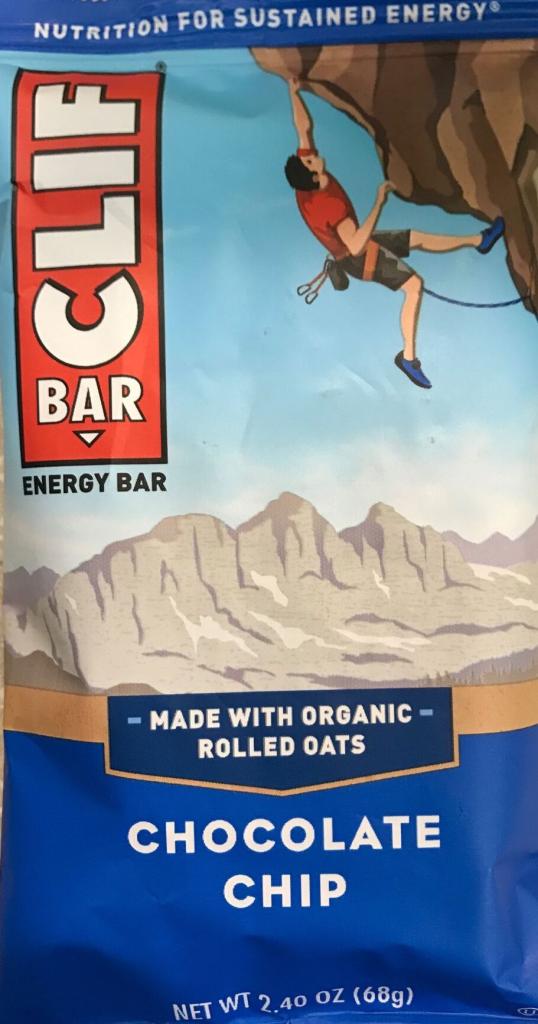 NUTRITION FOR SUSTAINED ENERGY®
CLIF®
BAR
ENERGY BAR
MADE WITH ORGANIC
ROLLED OATS
CHOCOLATE
CHIP
NET WT 2.40 OZ (68g)